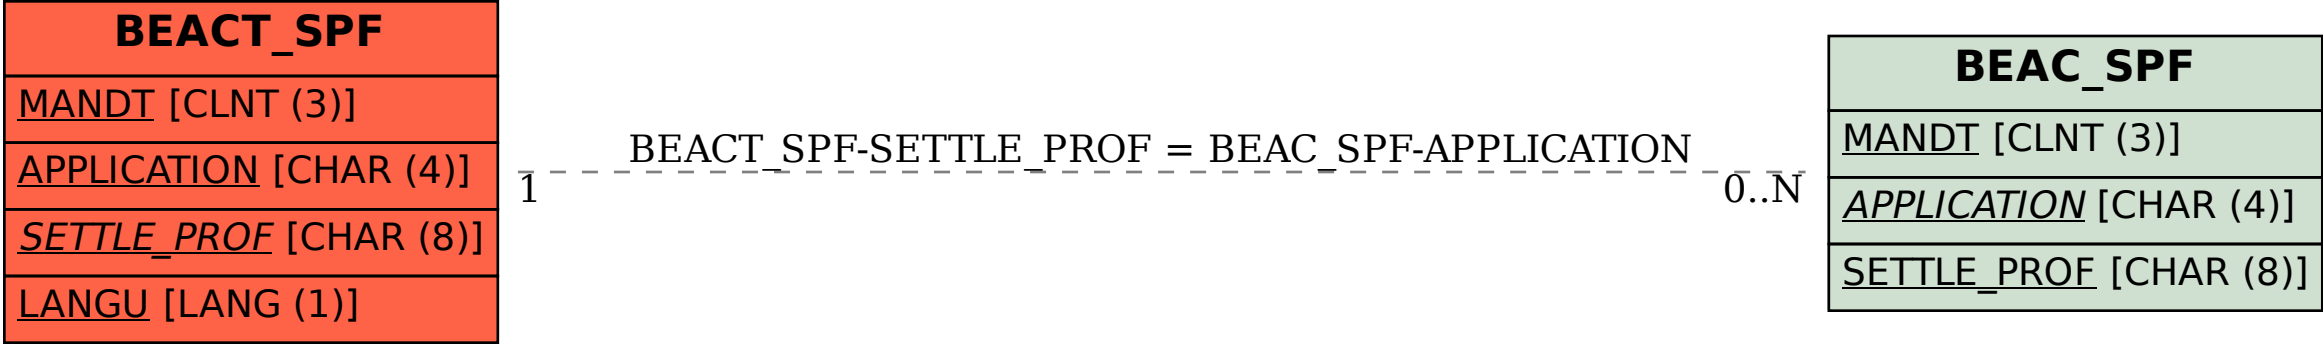 BEACT_SPF
MANDT [CLNT (3)]
APPLICATION [CHAR (4)]
SETTLE_PROF [CHAR (8)]
LANGU [LANG (1)]
BEACT_SPF-SETTLE_PROF = BEAC_SPF-APPLICATION
1
0..N
BEAC_SPF
MANDT [CLNT (3)]
APPLICATION [CHAR (4)]
SETTLE_PROF [CHAR (8)]